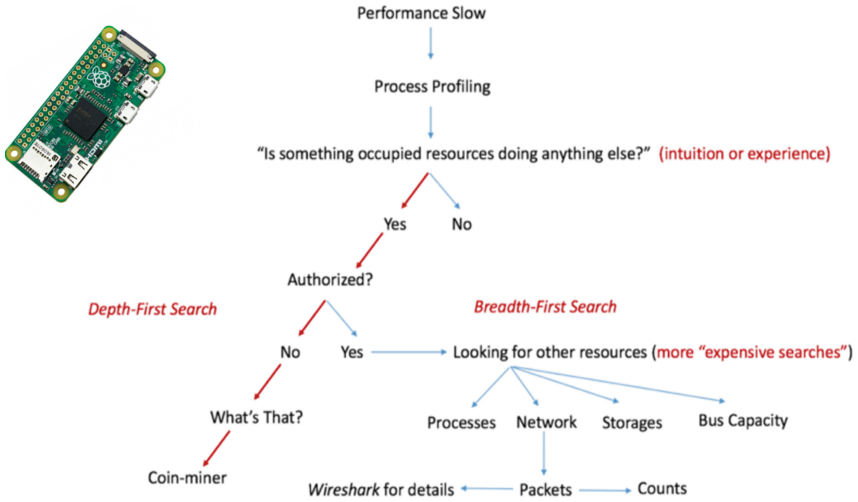 Performance Slow
Process Profiling
“Is something occupied resources doing anything else?” (intuition or experience)
Yes
No
Authorized?
Depth-First Search
Breadth-First Search
No
Yes
Looking for other resources (more “expensive searches”)
What’s That?
Processes
Network
Storages
Bus Capacity
Coin-miner
Wireshark for details
Packets
Counts